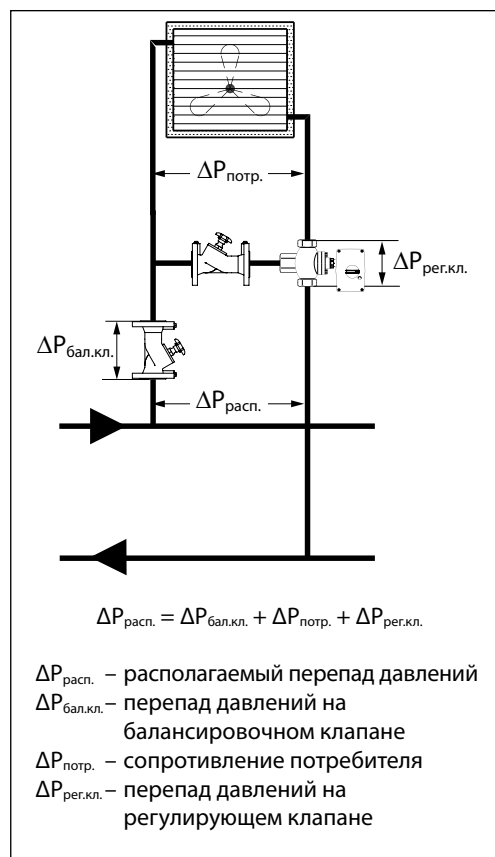 ΔPпотр.
ΔPрег.кл.
ΔPбал.кл.
ΔPрасп.
ΔPрасп. = ΔPбал.кл. + ΔPпотр. + ΔPрег.кл.
ΔPрасп. – располагаемый перепад давлений
ΔPбал.кл. – перепад давлений на
балансировочном клапане
ΔPпотр. – сопротивление потребителя
ΔPрег.кл. – перепад давлений на
регулирующем клапане